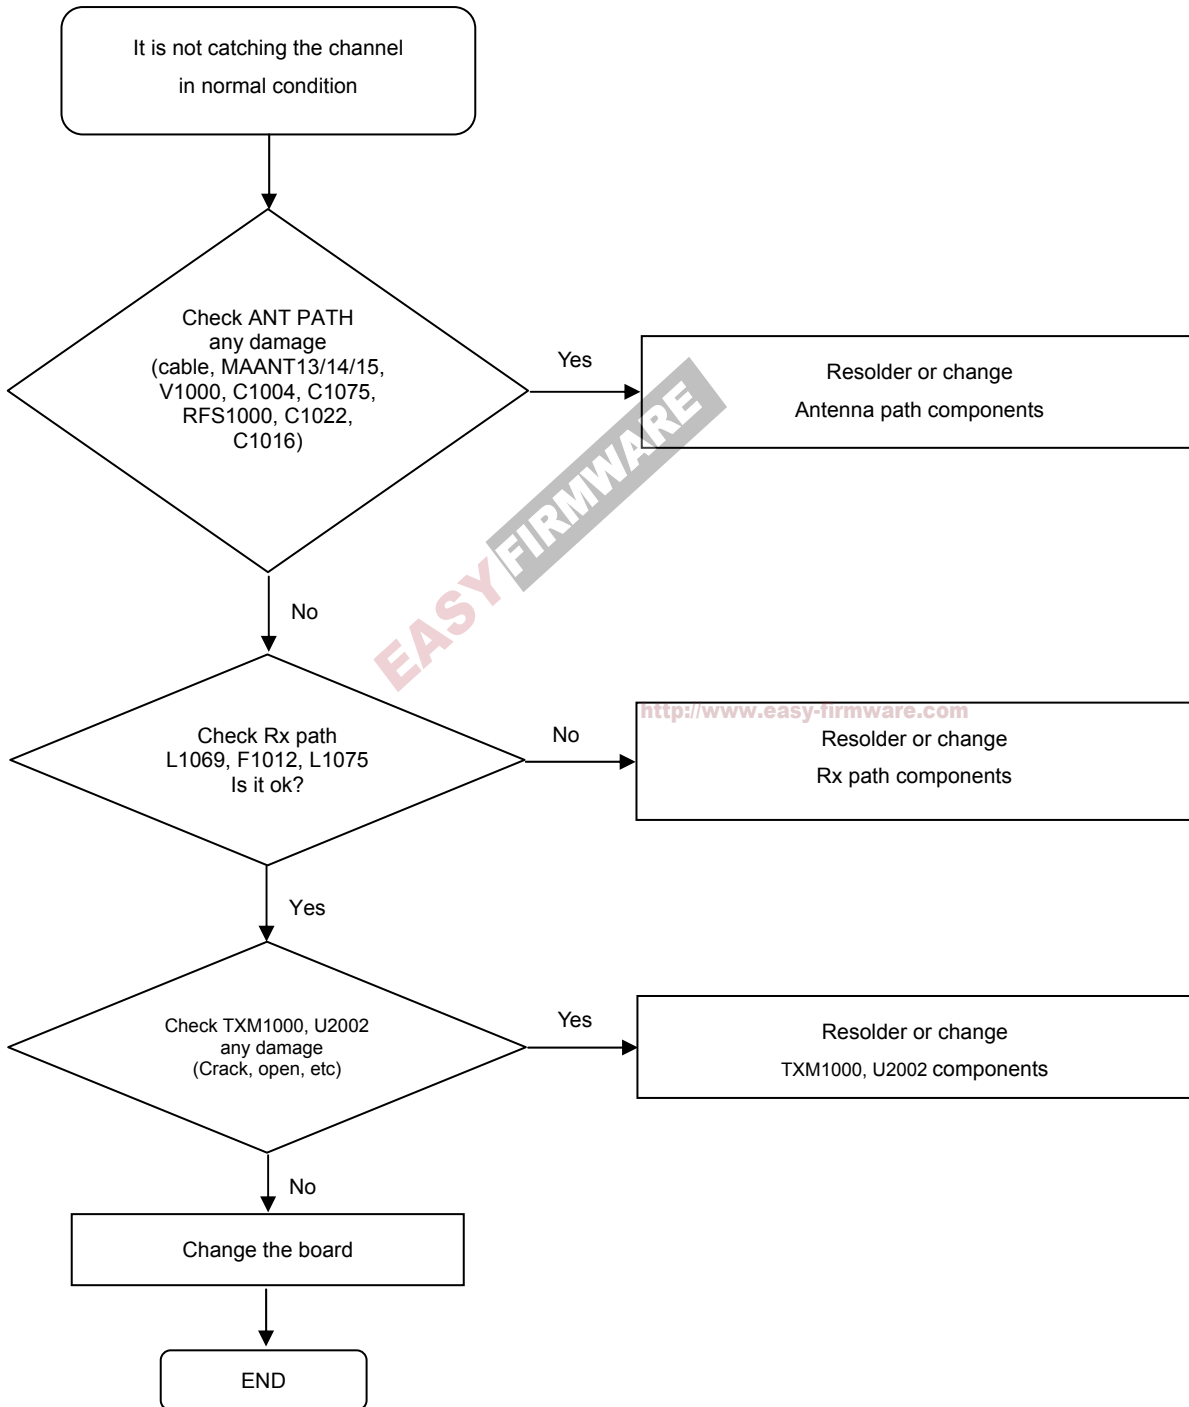 It is not catching the channel
in normal condition
Check ANT PATH
any damage
(cable, MAANT13/14/15,
V1000, C1004, C1075,
RFS1000, C1022,
C1016)
Yes
Resolder or change
Antenna path components
EASY FIRMWARE
No
http://www.easy-firmware.com
Check Rx path
L1069, F1012, L1075
Is it ok?
No
Resolder or change
Rx path components
Yes
Check TXM1000, U2002
any damage
(Crack, open, etc)
Yes
Resolder or change
TXM1000, U2002 components
No
Change the board
END